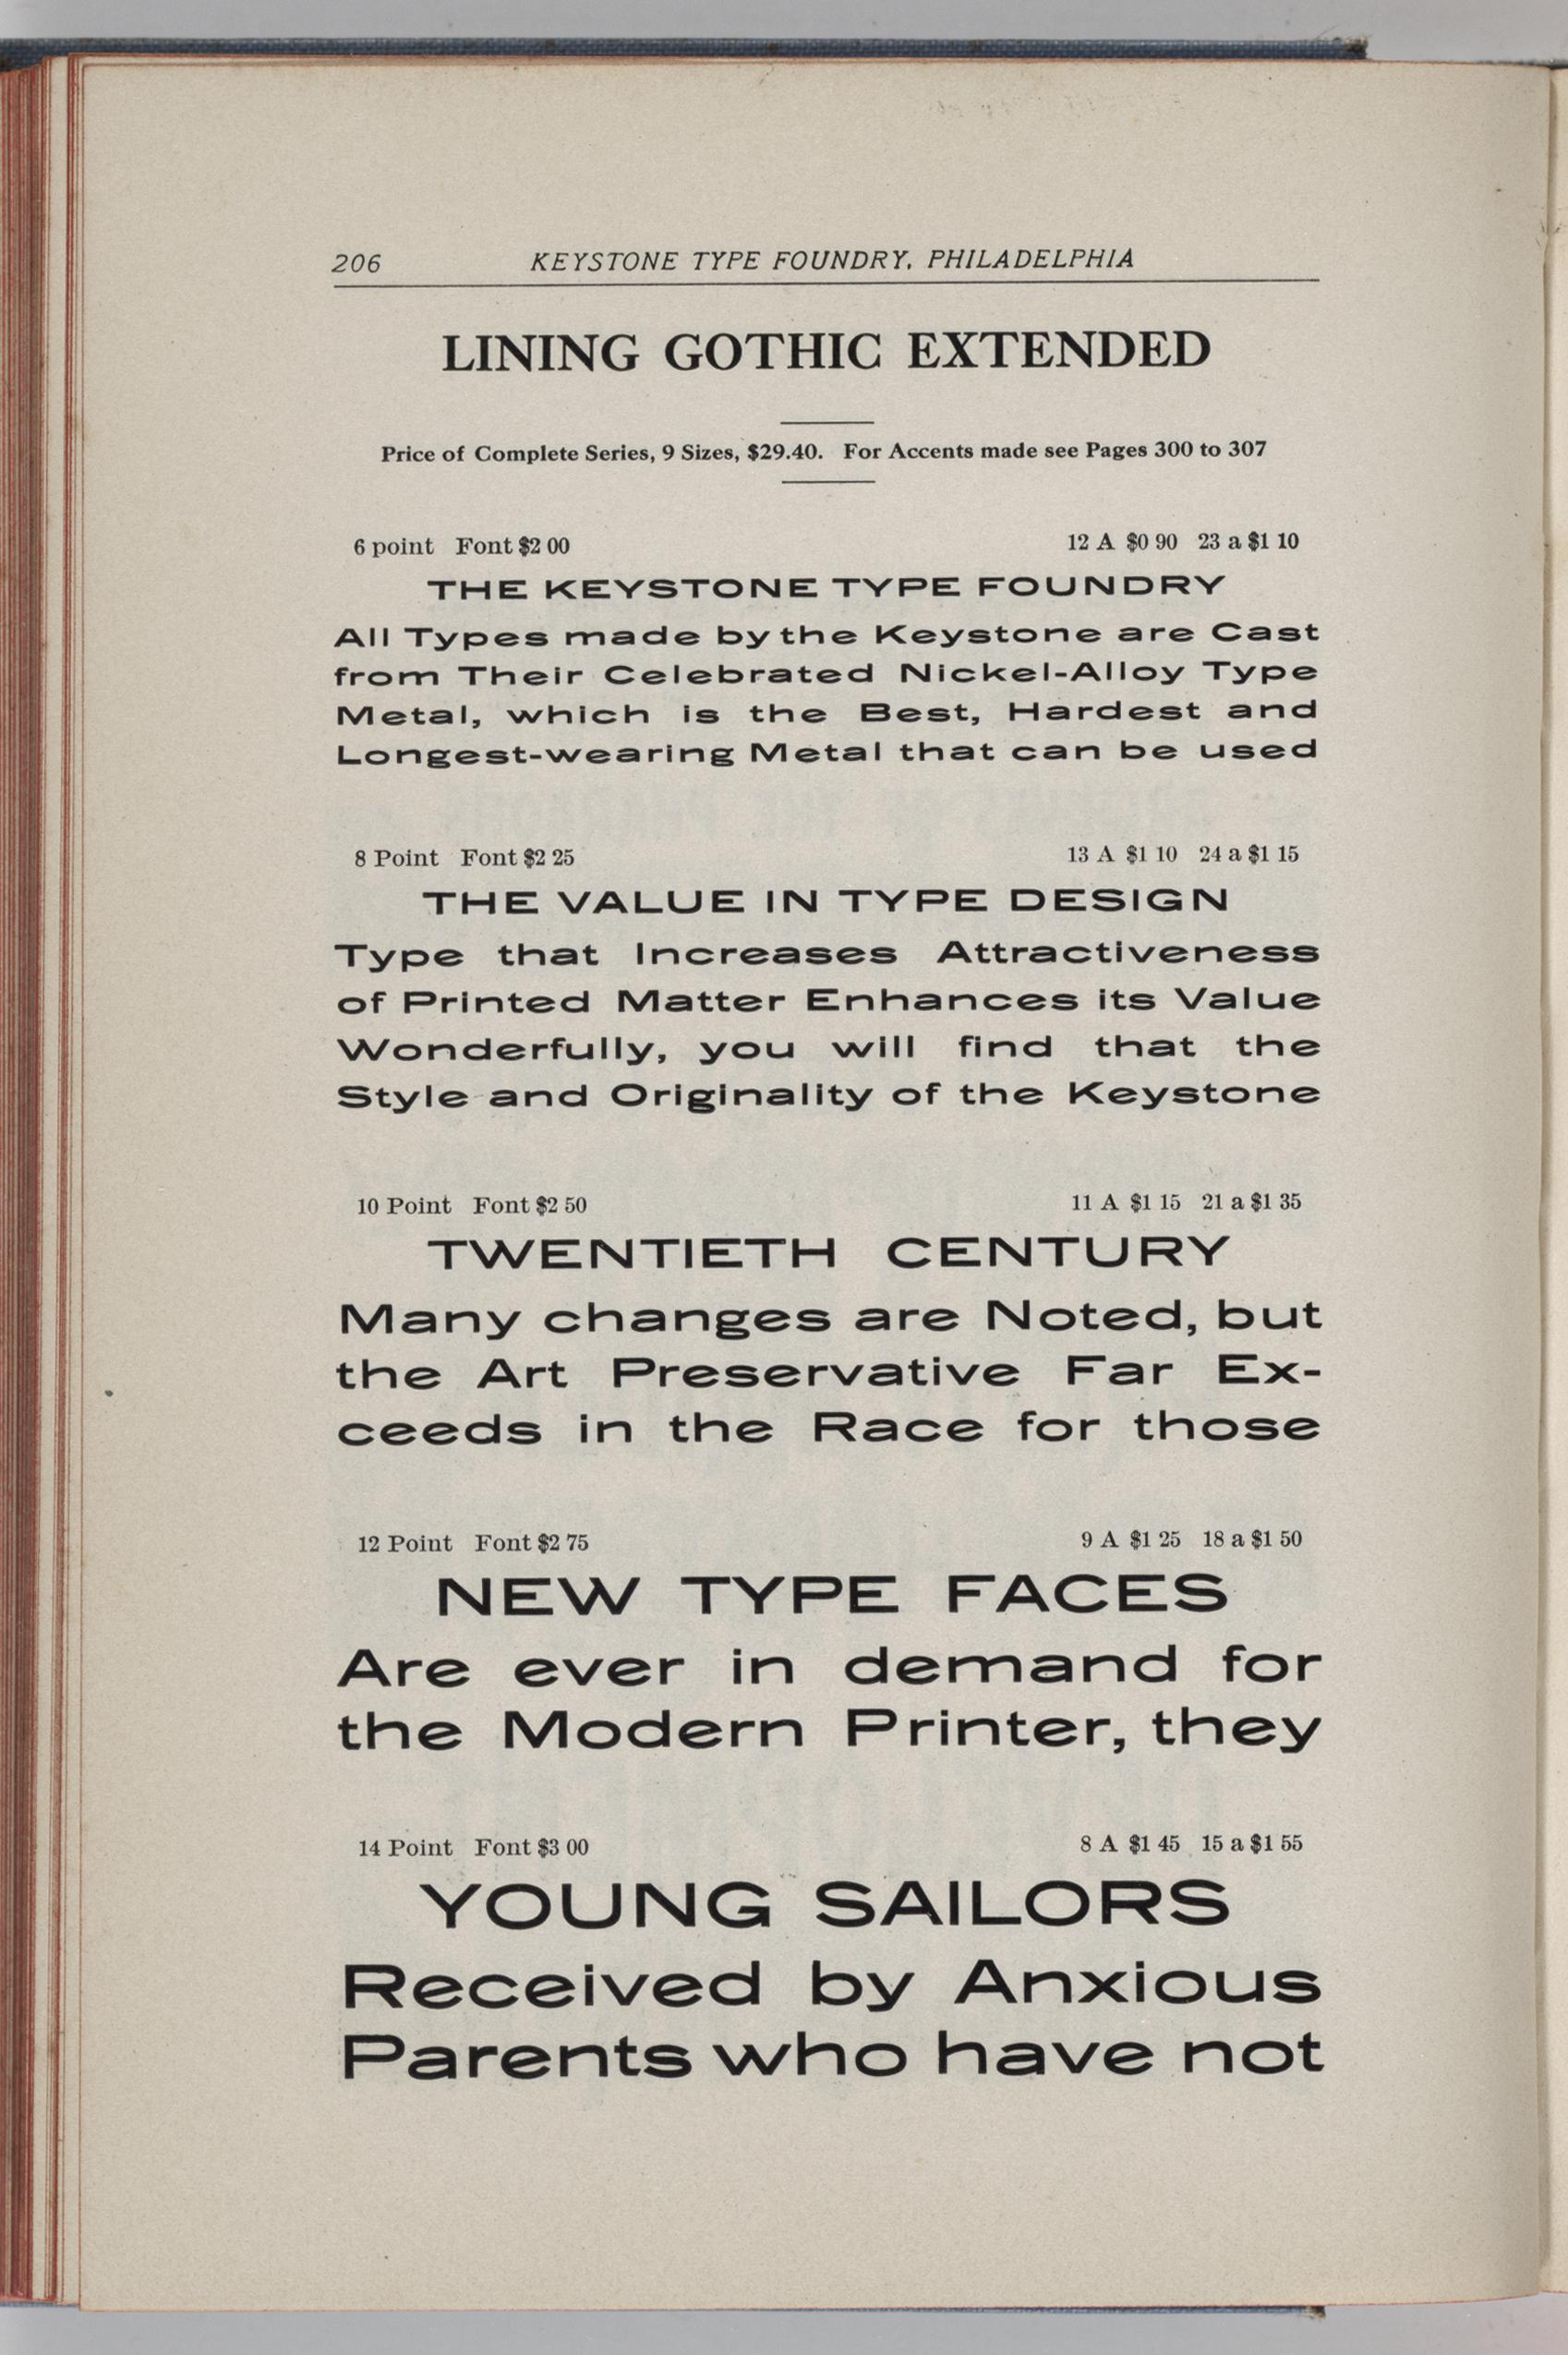 206 KEYSTONE TYPE FOUNDRY, PHILADELPHIA
LINING GOTHIC EXTENDED
Price of Complete Series, 9 Sizes, $29.40. For Accents made see Pages 300 to 307
6 point Font $2 00 12 A $0 90 23 a $1 10
THE KEYSTONE TYPE FOUNDRY
All Types made by the Keystone are Cast
from Their Celebrated Nickel-Alloy Type
Metal, which is the Best, Hardest and
Longest-wearing Metal that can be used
8 Point Font $2 25 13 A $1 10 24 a $1 15
THE VALUE IN TYPE DESIGN
Type that Increases Attractiveness
of Printed Matter Enhances its Value
Wonderfully, you will find that the
Style and Originality of the Keystone
10 Point Font $2 50 11 A $1 15 21 a $1 35
TWENTIETH CENTURY
Many changes are Noted, but
the Art Preservative Far Ex-
ceeds in the Race for those
12 Point Font $2 75 9 A $1 25 18 a $1 50
NEW TYPE FACES
Are ever in demand for
the Modern Printer, they
14 Point Font $3 00 8 A $1 45 15 a $1 55
YOUNG SAILORS
Received by Anxious
Parents who have not